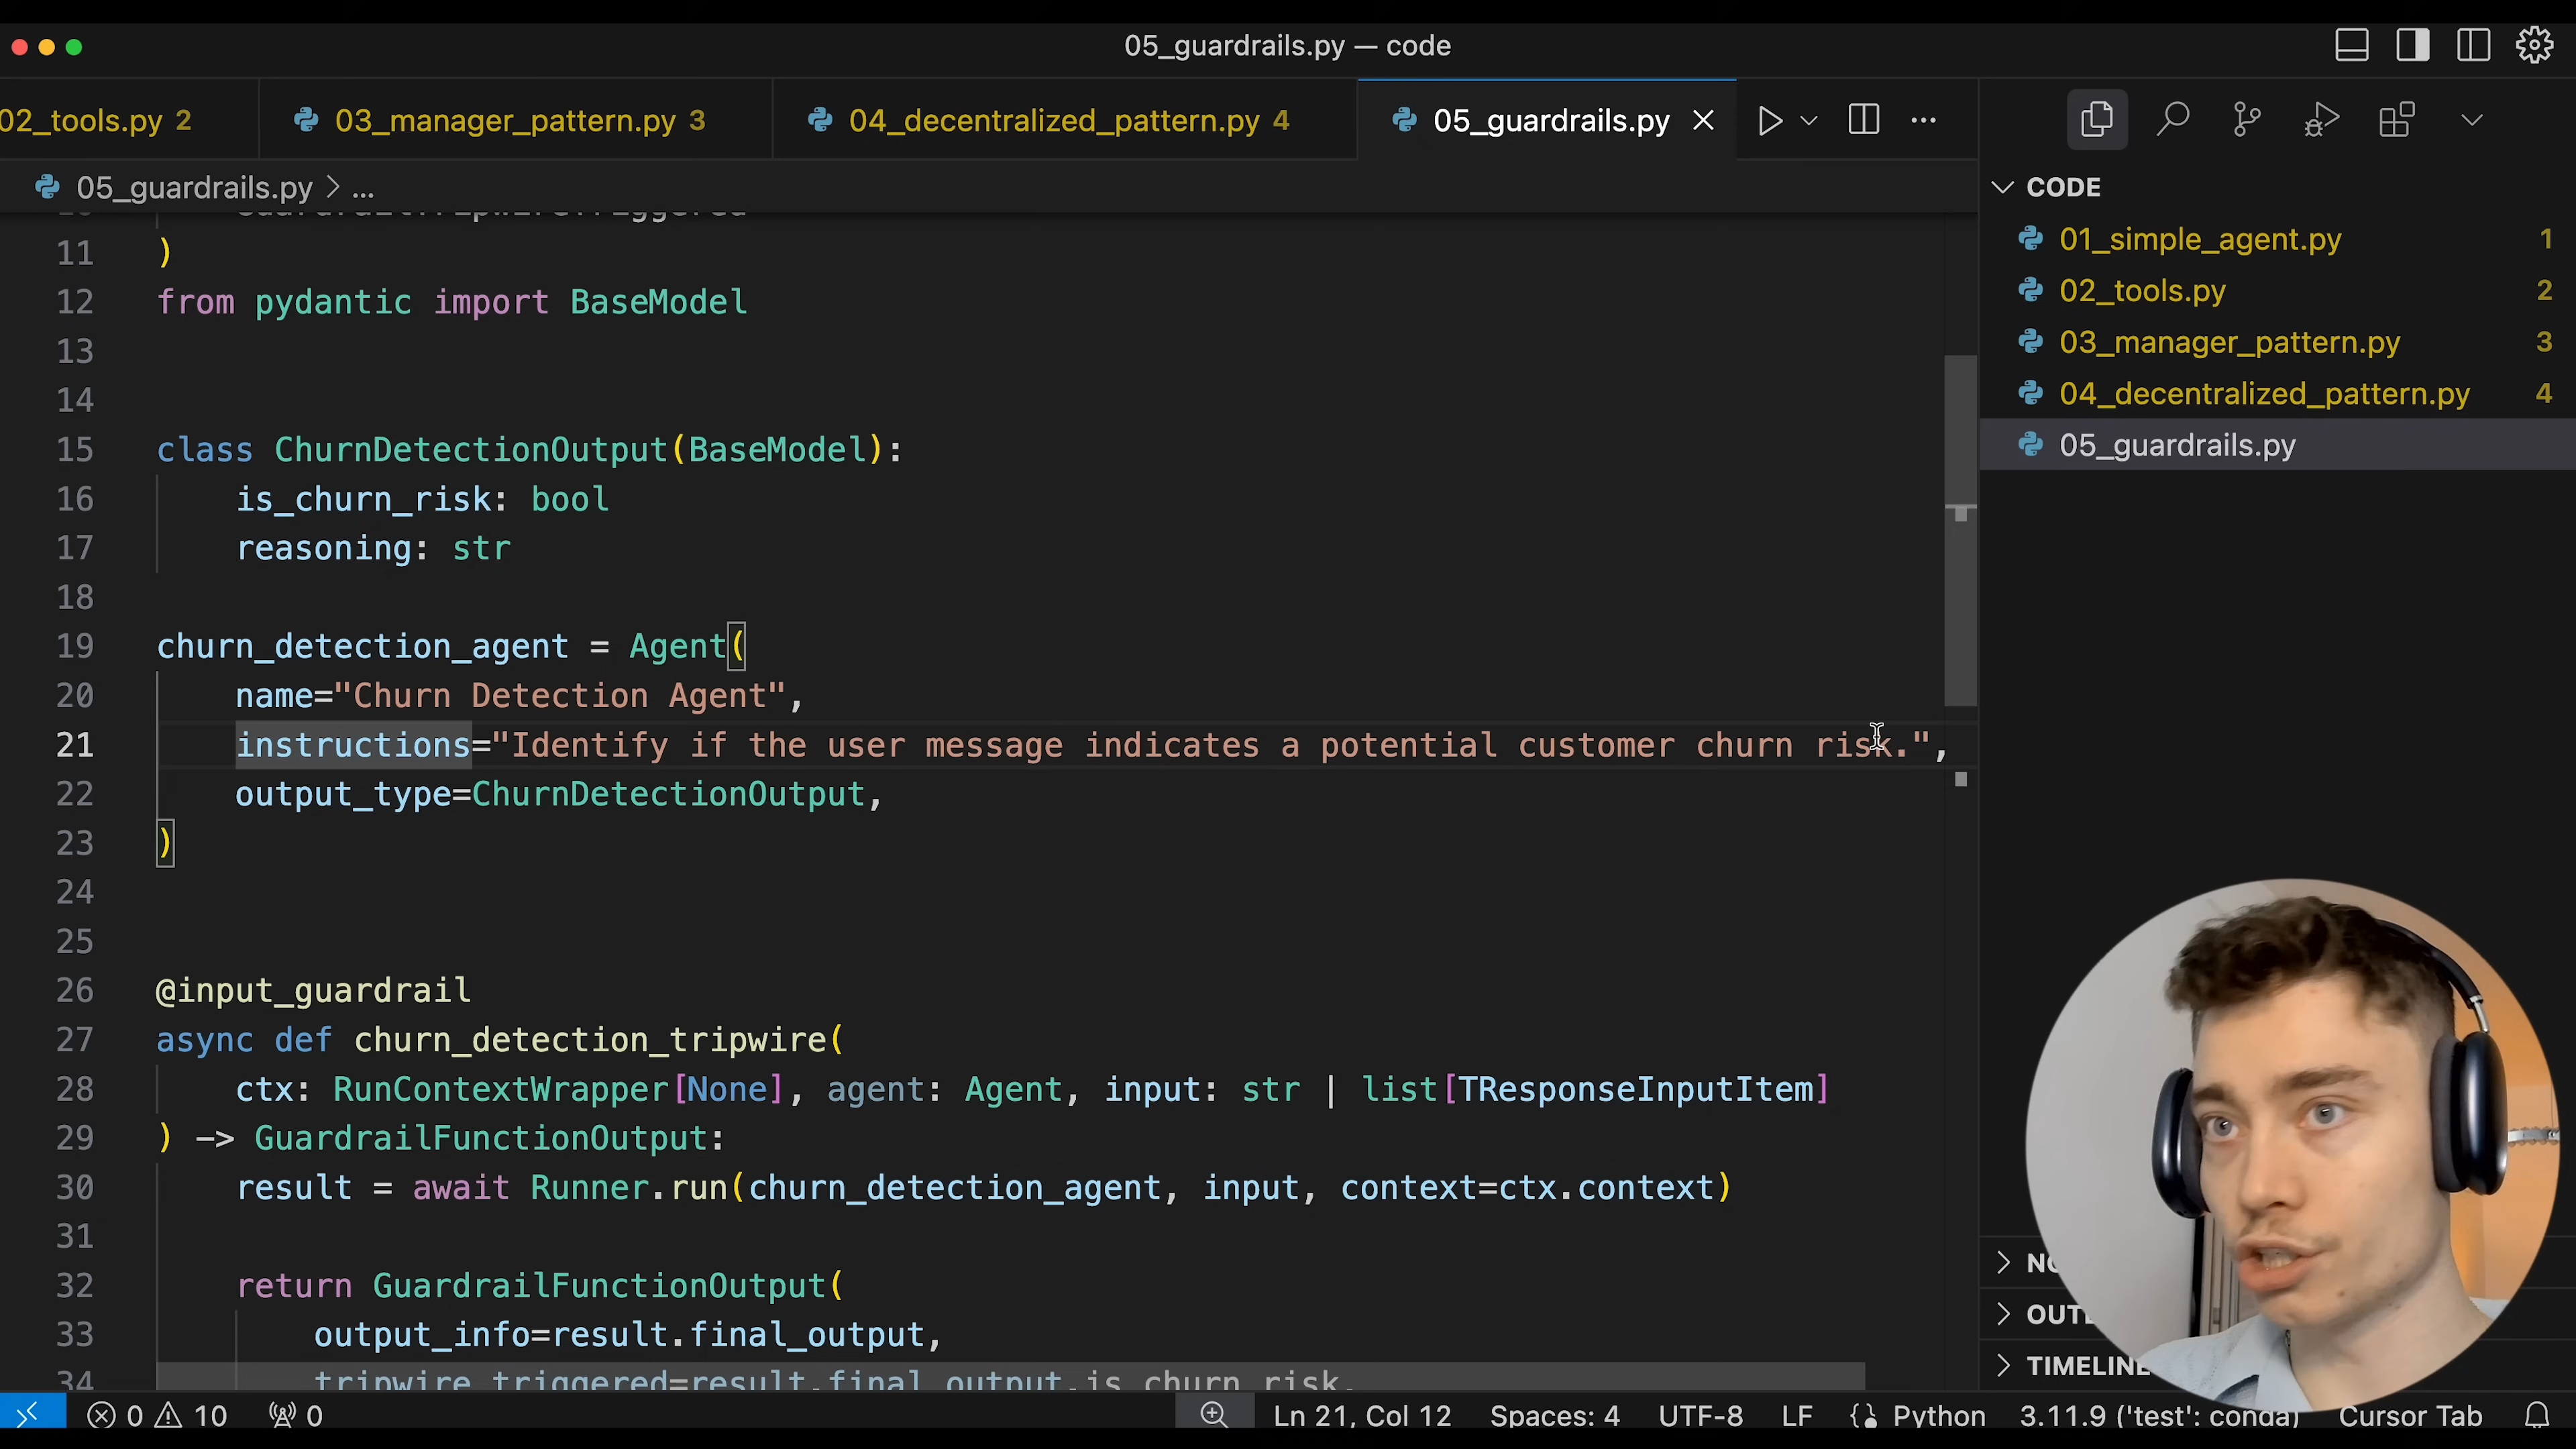 05_guardrails.py — code
02_tools.py 2
03_manager_pattern.py 3
04_decentralized_pattern.py 4
05_guardrails.py
05_guardrails.py > ...
GuardrailTripwireTriggered
11 )
12 from pydantic import BaseModel
13
14
15 class ChurnDetectionOutput(BaseModel):
16 is_churn_risk: bool
17 reasoning: str
18
19 churn_detection_agent = Agent(
20 name="Churn Detection Agent",
21 instructions="Identify if the user message indicates a potential customer churn risk.",
22 output_type=ChurnDetectionOutput,
23 )
24
25
26 @input_guardrail
27 async def churn_detection_tripwire(
28 ctx: RunContextWrapper[None], agent: Agent, input: str | list[TResponseInputItem]
29 ) -> GuardrailFunctionOutput:
30 result = await Runner.run(churn_detection_agent, input, context=ctx.context)
31
32 return GuardrailFunctionOutput(
33 output_info=result.final_output,
34 tripwire_triggered=result.final_output.is_churn_risk,
CODE
01_simple_agent.py 1
02_tools.py 2
03_manager_pattern.py 3
04_decentralized_pattern.py 4
05_guardrails.py
TIMELINE
0 10 0
Ln 21, Col 12
Spaces: 4
UTF-8
LF
Python
3.11.9 ('test': conda)
Cursor Tab